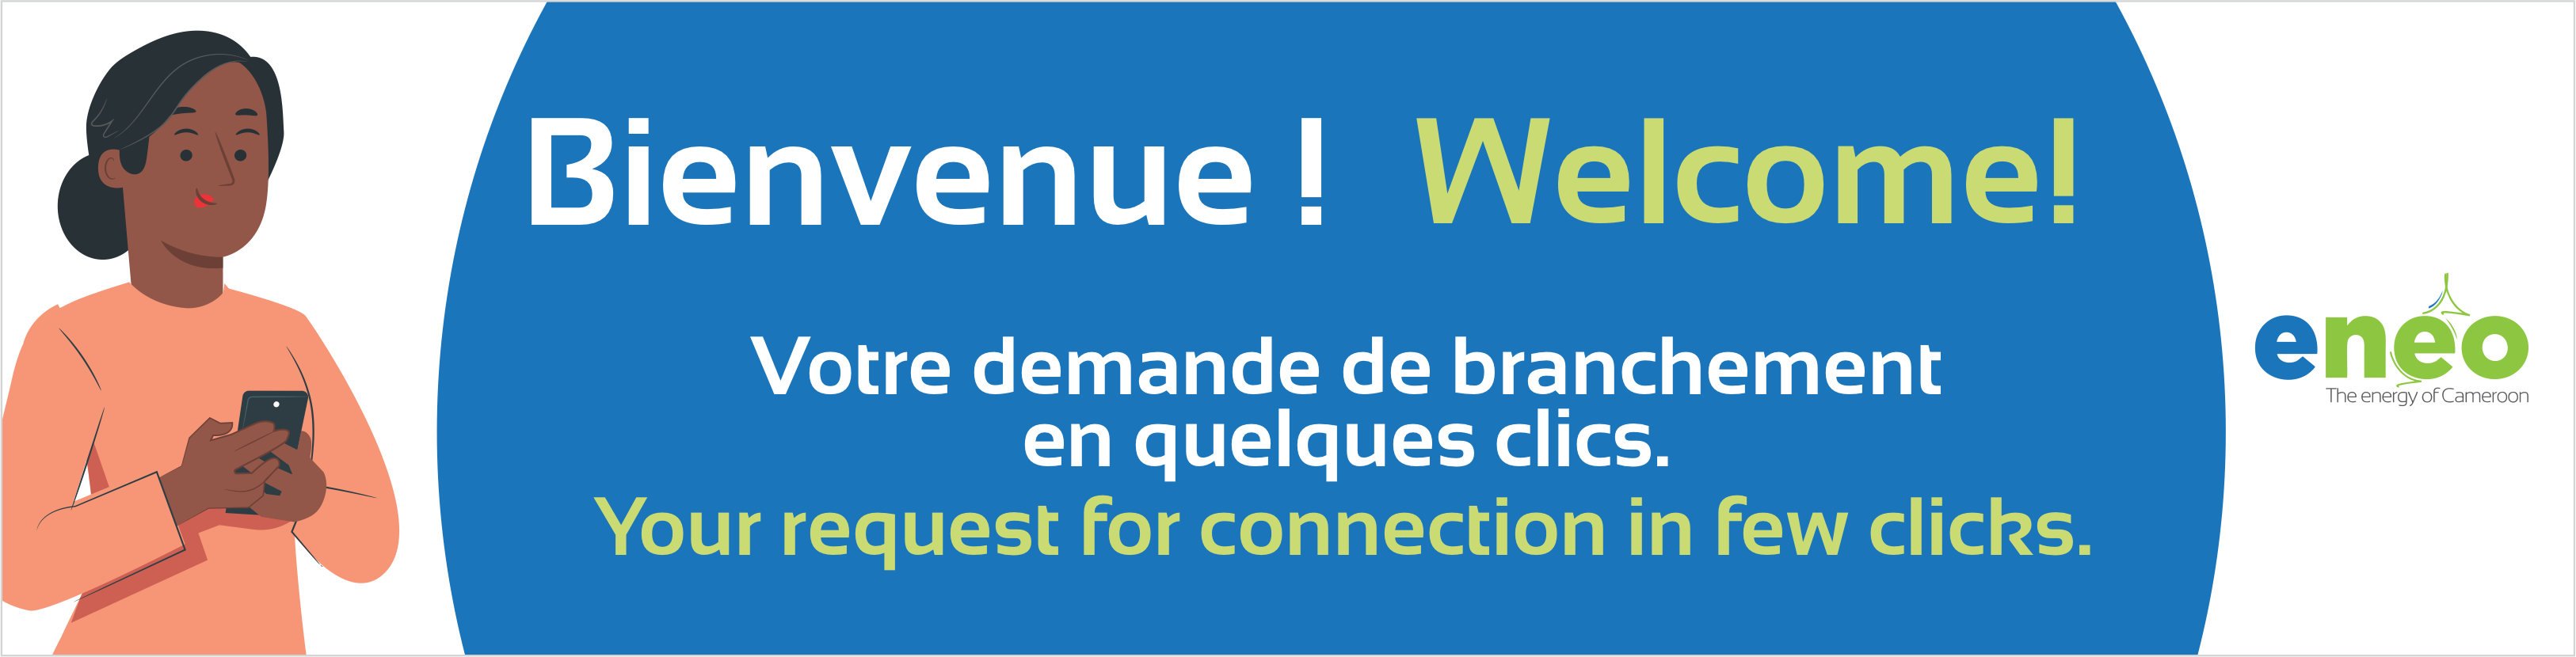 Bienvenue ! Welcome!
Votre demande de branchement
en quelques clics.
Your request for connection in few clicks.
eneo
The energy of Cameroon